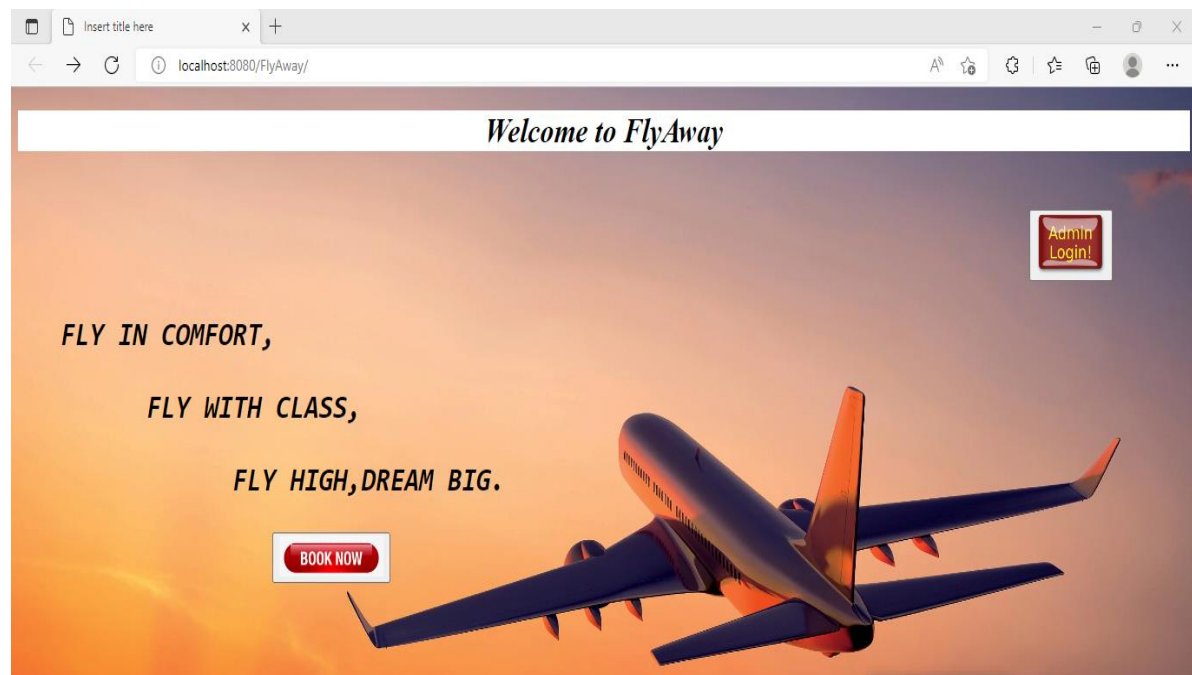 Insert title here
localhost:8080/FlyAway/
Welcome to FlyAway
Admin
Login!
FLY IN COMFORT,
FLY WITH CLASS,
FLY HIGH,DREAM BIG.
BOOK NOW